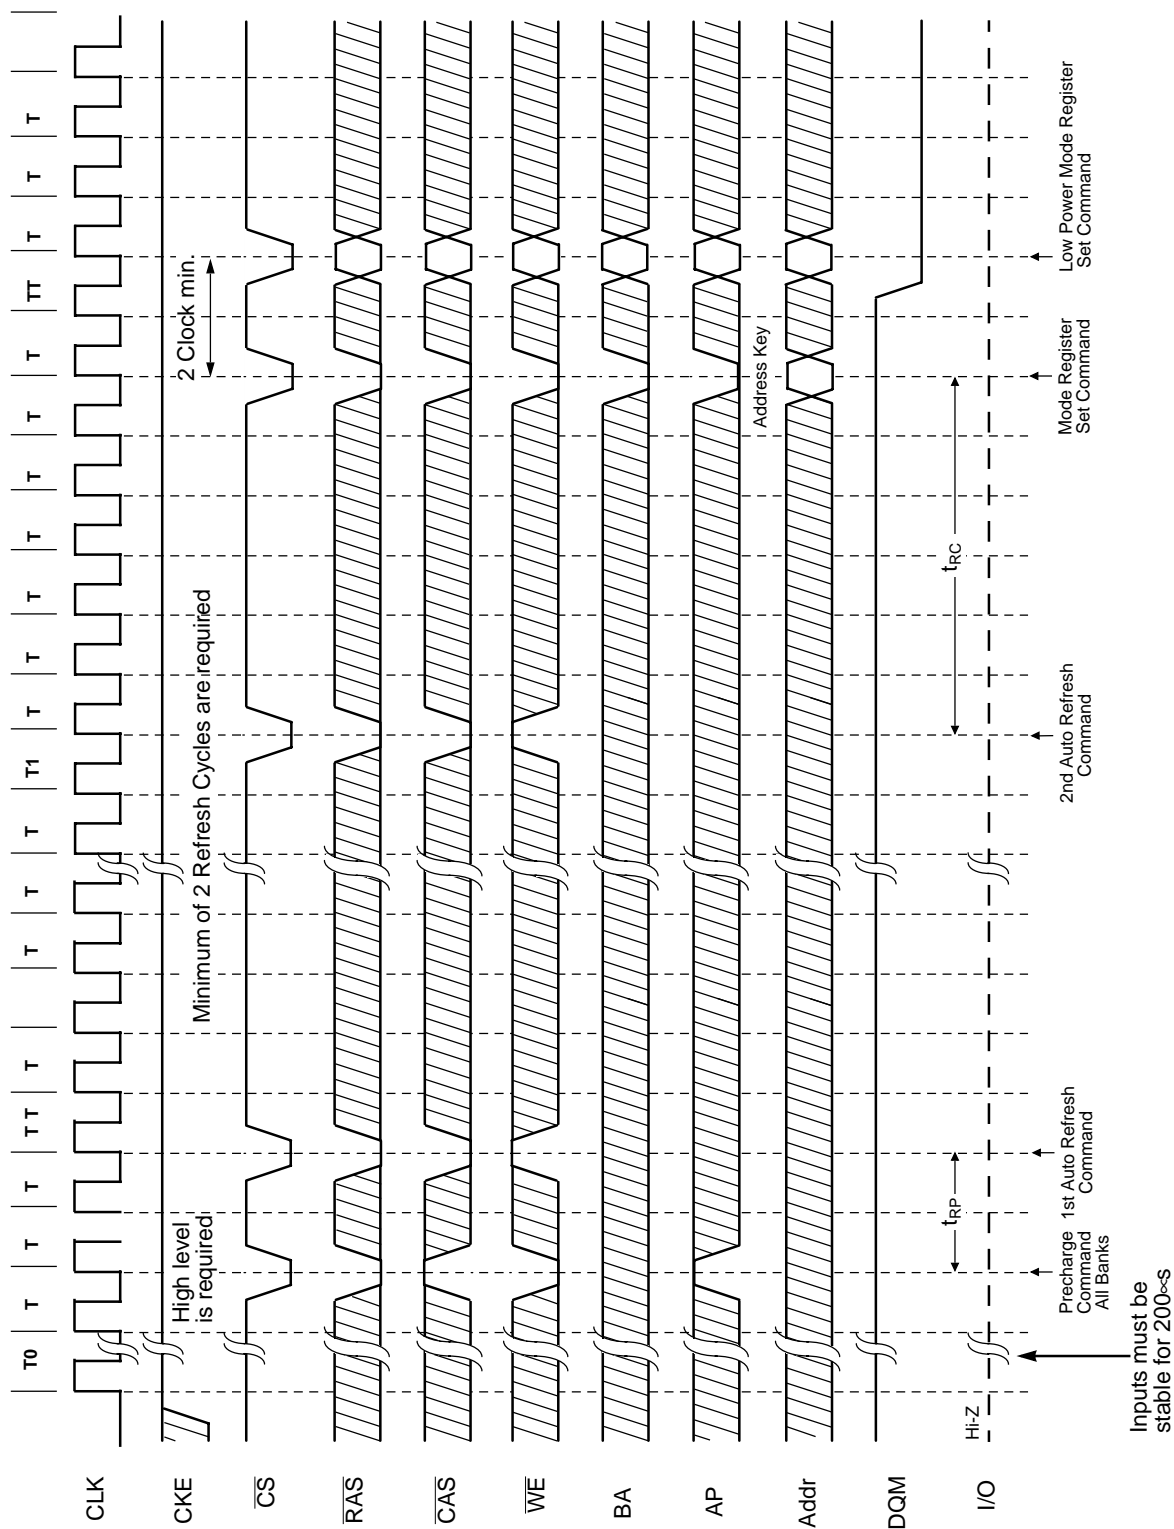 T0
T
T
T
T T
T
T
T
T
T1
T
T
T
T
T
T
T
TT
T
T
T
CLK
CKE
High level
is required
Minimum of 2 Refresh Cycles are required
2 Clock min.
CS
RAS
CAS
WE
BA
AP
Address Key
Addr
DQM
tRP
tRC
I/O
Hi-Z
Precharge
Command
All Banks
1st Auto Refresh
Command
2nd Auto Refresh
Command
Mode Register
Set Command
Low Power Mode Register
Set Command
Inputs must be
stable for 200∝s